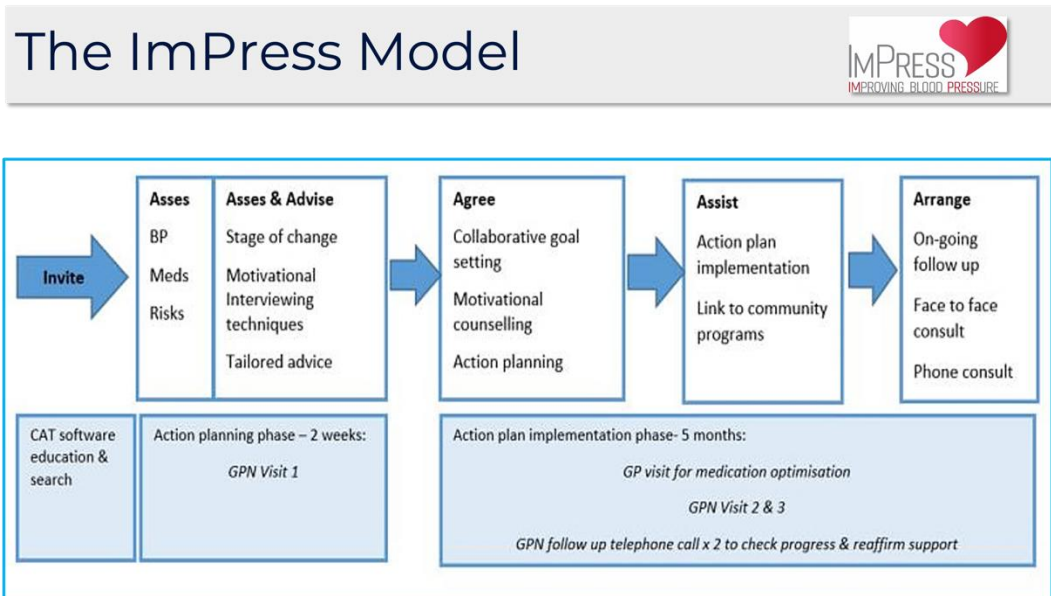 The ImPress Model
IMPRESS
IMPROVING BLOOD PRESSURE
Invite
Asses
BP
Meds
Risks
Asses & Advise
Stage of change
Motivational
Interviewing
techniques
Tailored advice
Agree
Collaborative goal
setting
Motivational
counselling
Action planning
Assist
Action plan
implementation
Link to community
programs
Arrange
On-going
follow up
Face to face
consult
Phone consult
CAT software
education &
search
Action planning phase – 2 weeks:
GPN Visit 1
Action plan implementation phase- 5 months:
GP visit for medication optimisation
GPN Visit 2 & 3
GPN follow up telephone call x 2 to check progress & reaffirm support